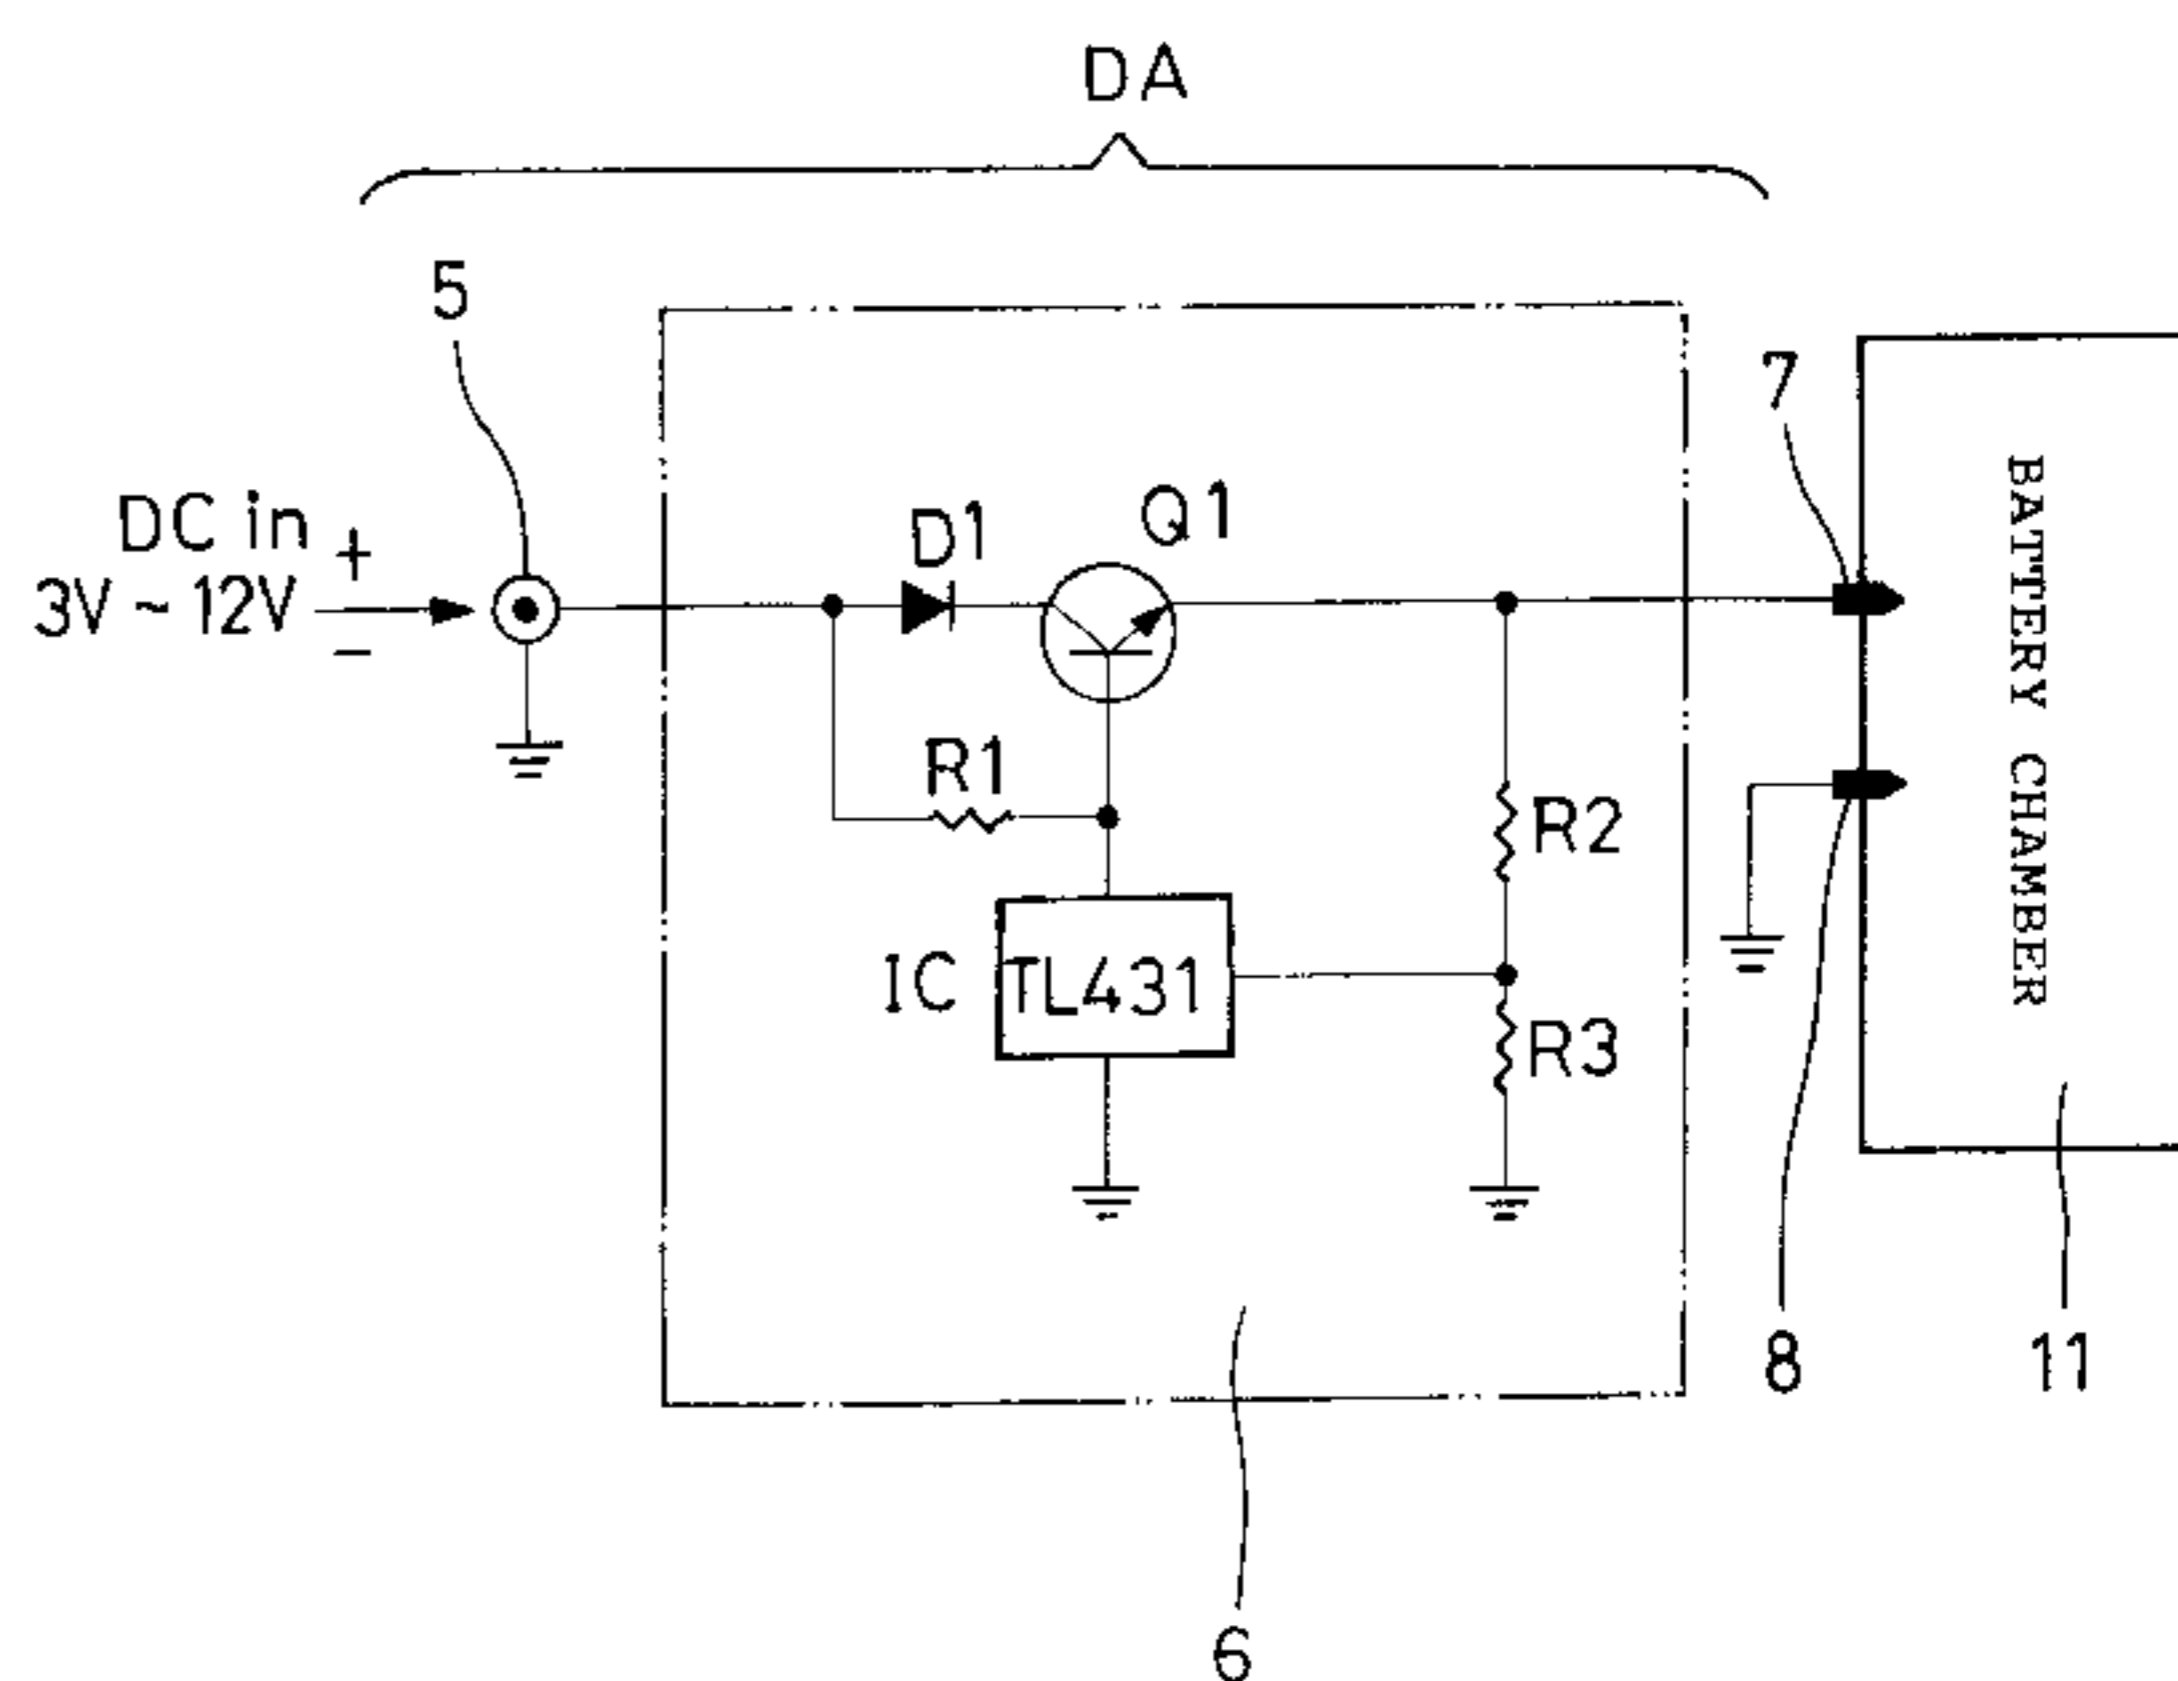 DA
5
7
DC in +
3V ~ 12V
−
D1
Q1
BATTERY CHAMBER
R1
R2
IC TL431
R3
8
11
6